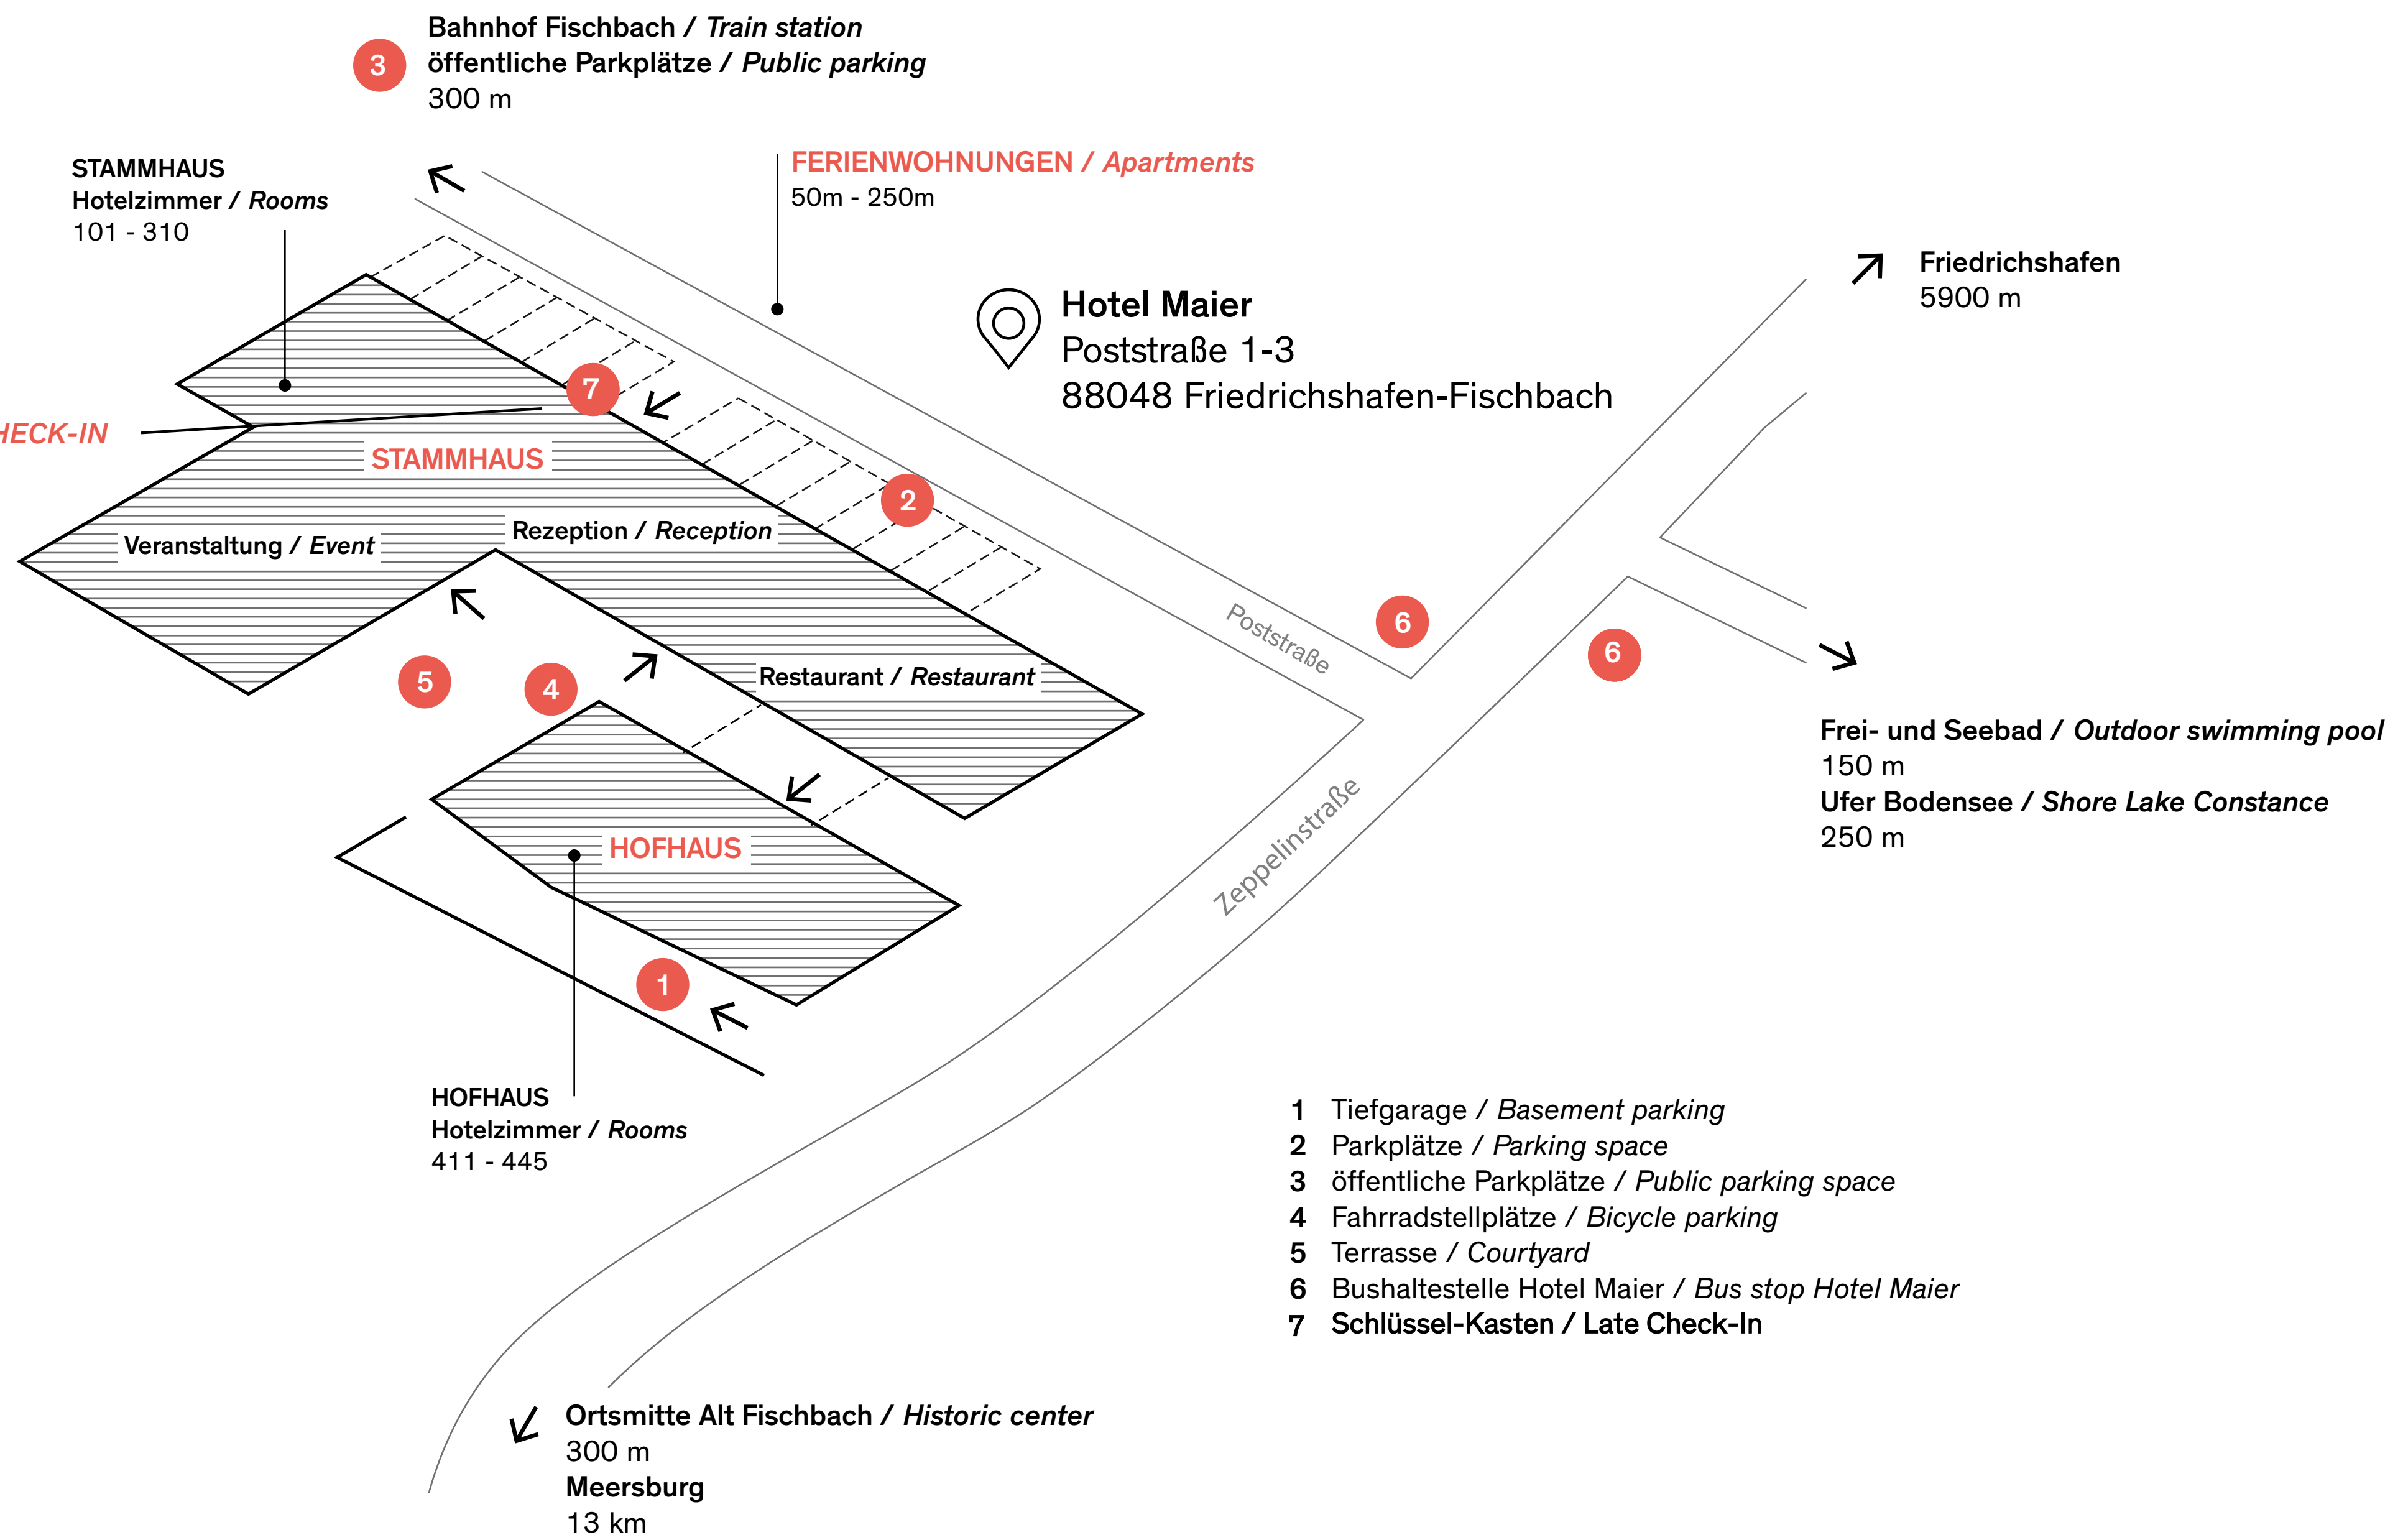 3
Bahnhof Fischbach / Train station
öffentliche Parkplätze / Public parking
300 m
STAMMHAUS
Hotelzimmer / Rooms
101 - 310
FERIENWOHNUNGEN / Apartments
50m - 250m
Hotel Maier
Poststraße 1-3
88048 Friedrichshafen-Fischbach
Friedrichshafen
5900 m
7
HECK-IN
STAMMHAUS
2
Veranstaltung / Event
Rezeption / Reception
Poststraße
6
6
5
4
Restaurant / Restaurant
Frei- und Seebad / Outdoor swimming pool
150 m
Ufer Bodensee / Shore Lake Constance
250 m
Zeppelinstraße
HOFHAUS
1
HOFHAUS
Hotelzimmer / Rooms
411 - 445
1 Tiefgarage / Basement parking
2 Parkplätze / Parking space
3 öffentliche Parkplätze / Public parking space
4 Fahrradstellplätze / Bicycle parking
5 Terrasse / Courtyard
6 Bushaltestelle Hotel Maier / Bus stop Hotel Maier
7 Schlüssel-Kasten / Late Check-In
Ortsmitte Alt Fischbach / Historic center
300 m
Meersburg
13 km